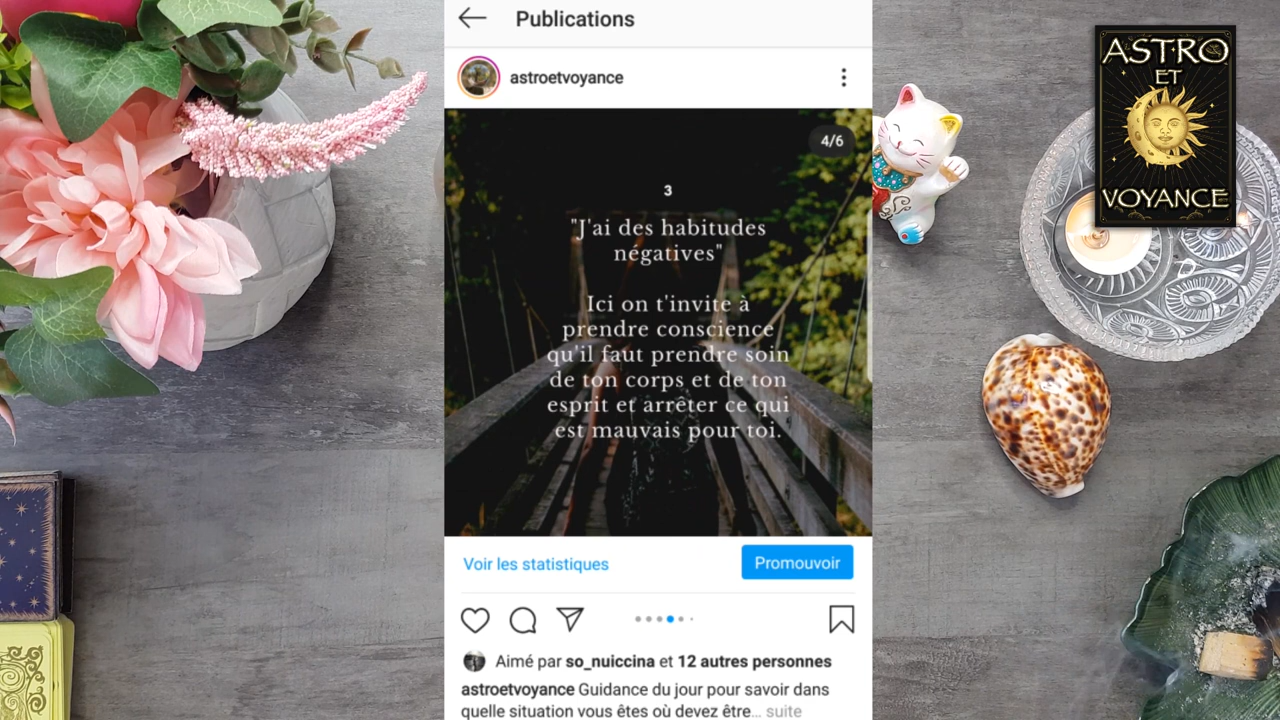 Publications
astroetvoyance
4/6
3
"J'ai des habitudes
négatives"
Ici on t'invite à
prendre conscience
qu'il faut prendre soin
de ton corps et de ton
esprit et arrêter ce qui
est mauvais pour toi.
Voir les statistiques
Promouvoir
Aimé par so_nuiccina et 12 autres personnes
astroetvoyance Guidance du jour pour savoir dans
quelle situation vous êtes où devez être... suite
ASTRO
ET
VOYANCE